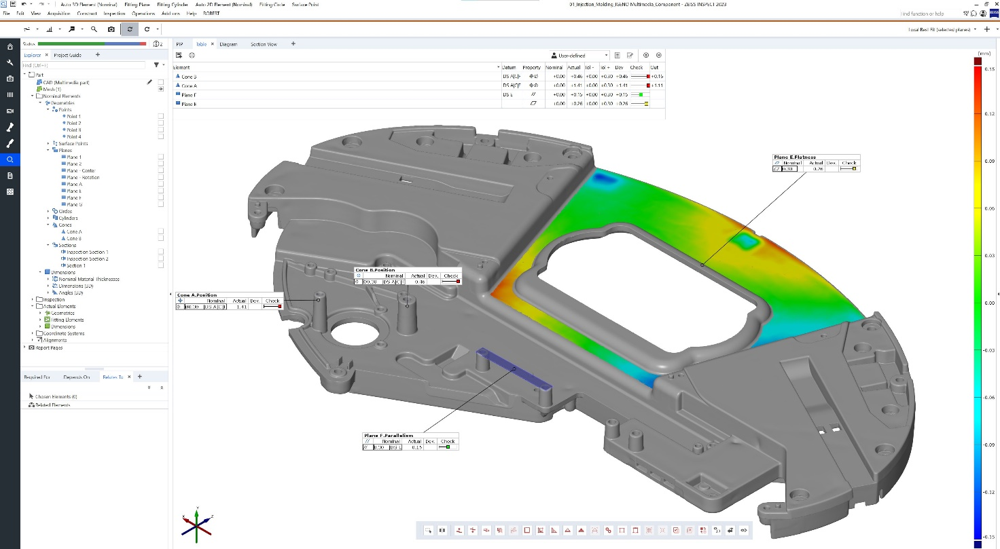 Auto 3D Element (Nominal) Fitting Plane Fitting Cylinder Auto 2D Element (Nominal) Fitting Circle Surface Point
01_Injection_Molding_IGENO Multimedia_Component - ZEISS INSPECT 2023
File Edit View Acquisition Construct Inspection Operations Add-ons Help ROBERT
Find function or help
ZEISS
Local Best Fit (selected planes)
Status
2
Explorer Project Guide
Find (Ctrl+F)
Part
CAD (Multimedia part)
Mesh (1)
Nominal Elements
Geometries
Points
Point 1
Point 2
Point 3
Point 4
Surface Points
Planes
Plane 1
Plane 2
Plane - Center
Plane - Rotation
Plane A
Plane E
Plane F
Plane G
Circles
Cylinders
Cones
Cone A
Cone B
Sections
Inspection Section 1
Inspection Section 2
Section 1
Dimensions
Nominal Material Thicknesses
Dimensions (3D)
Angles (3D)
Inspection
Actual Elements
Geometries
Fitting Elements
Dimensions
Coordinate Systems
Alignments
Report Pages
Required For Depends On Relates To
Chosen Elements (0)
Related Elements
PIP Table Diagram Section View
User-defined
Element Datum Property Nominal Actual Tol - Tol + Dev Check Out
Cone B DS A|C|F ⌖∅ +0.00 +0.46 +0.00 +0.30 +0.46 +0.16
Cone A DS A|C|F ⌖∅ +0.00 +1.41 +0.00 +0.30 +1.41 +1.11
Plane F DS E // +0.00 +0.15 +0.00 +0.30 +0.15
Plane E ⏥ +0.00 +0.26 +0.00 +0.30 +0.26
Plane E.Flatness
Nominal Actual Dev. Check
0.30 0.26
Cone B.Position
Nominal Actual Dev. Check
∅0.30 DS A|C|F 0.46
Cone A.Position
Nominal Actual Dev. Check
∅0.30 DS A|C|F 1.41
Plane F.Parallelism
// Nominal Actual Dev. Check
// 0.30 DS E 0.15
[mm]
0.15
0.12
0.09
0.06
0.03
0.00
-0.03
-0.06
-0.09
-0.12
-0.15
X
Y
Z